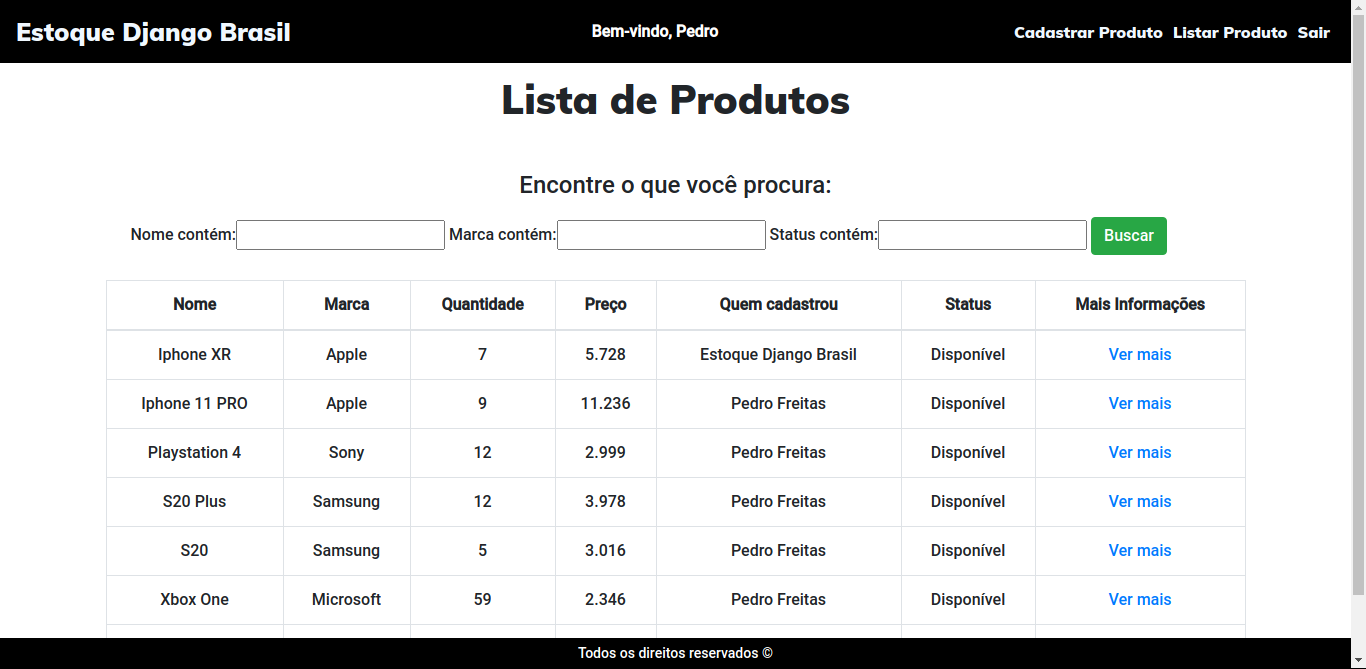 Estoque Django Brasil Bem-vindo, Pedro Cadastrar Produto Listar Produto Sair
Lista de Produtos
Encontre o que você procura:
Nome contém: Marca contém: Status contém: Buscar
Nome Marca Quantidade Preço Quem cadastrou Status Mais Informações
Iphone XR Apple 7 5.728 Estoque Django Brasil Disponível Ver mais
Iphone 11 PRO Apple 9 11.236 Pedro Freitas Disponível Ver mais
Playstation 4 Sony 12 2.999 Pedro Freitas Disponível Ver mais
S20 Plus Samsung 12 3.978 Pedro Freitas Disponível Ver mais
S20 Samsung 5 3.016 Pedro Freitas Disponível Ver mais
Xbox One Microsoft 59 2.346 Pedro Freitas Disponível Ver mais
Todos os direitos reservados ©